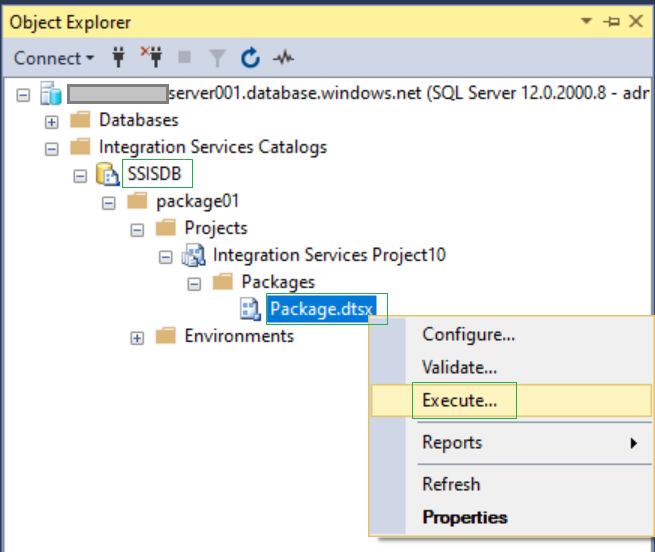 Object Explorer
Connect
server001.database.windows.net (SQL Server 12.0.2000.8 - adr
Databases
Integration Services Catalogs
SSISDB
package01
Projects
Integration Services Project10
Packages
Package.dtsx
Environments
Configure...
Validate...
Execute...
Reports
Refresh
Properties